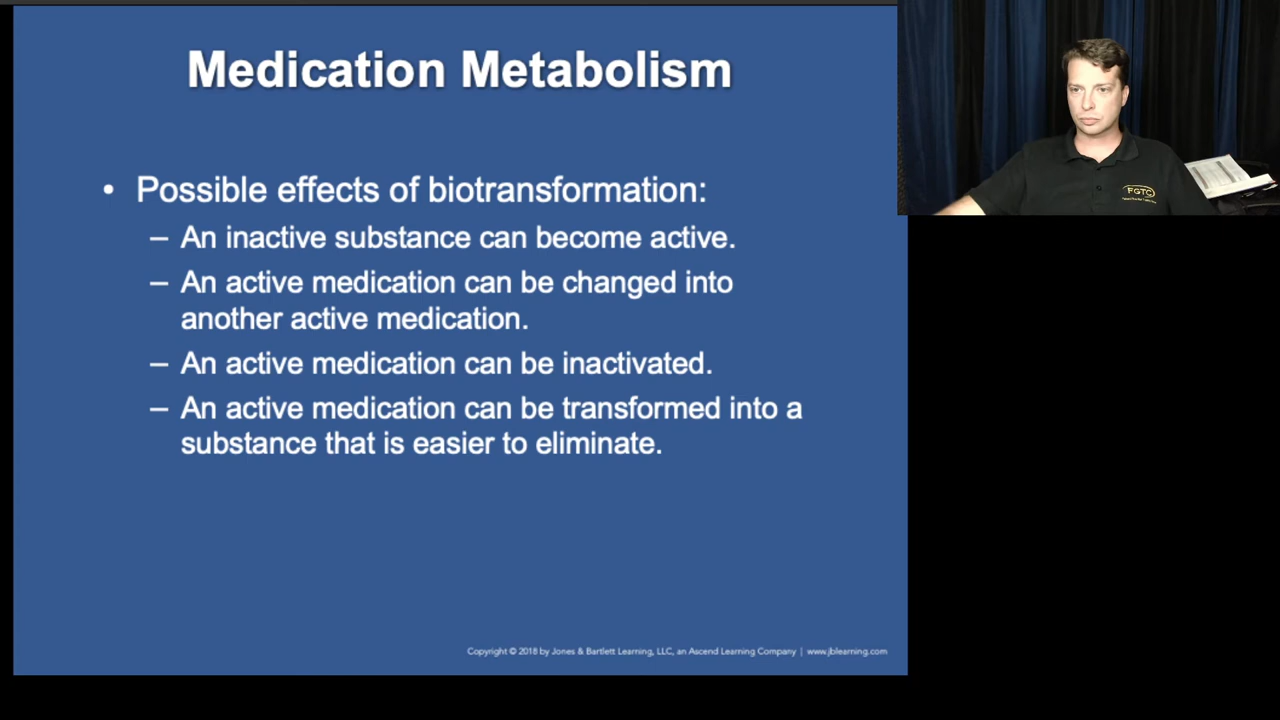 Medication Metabolism
• Possible effects of biotransformation:
– An inactive substance can become active.
– An active medication can be changed into
another active medication.
– An active medication can be inactivated.
– An active medication can be transformed into a
substance that is easier to eliminate.
Copyright © 2018 by Jones & Bartlett Learning, LLC, an Ascend Learning Company | www.jblearning.com
FGTC